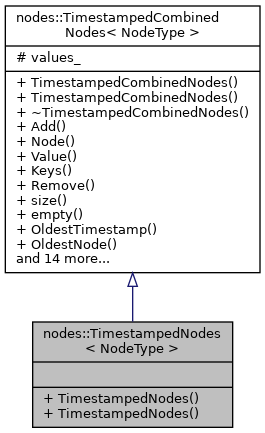 nodes::TimestampedCombined
Nodes< NodeType >
# values_
+ TimestampedCombinedNodes()
+ TimestampedCombinedNodes()
+ ~TimestampedCombinedNodes()
+ Add()
+ Node()
+ Value()
+ Keys()
+ Remove()
+ size()
+ empty()
+ OldestTimestamp()
+ OldestNode()
and 14 more...
nodes::TimestampedNodes
< NodeType >
+ TimestampedNodes()
+ TimestampedNodes()